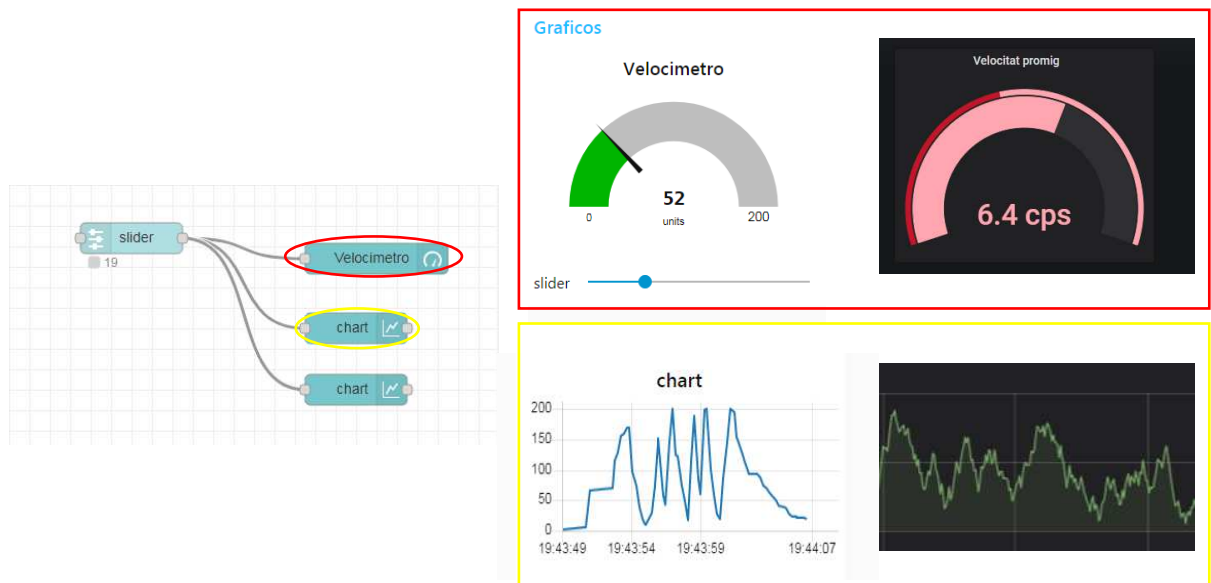 slider
19
Velocimetro
chart
chart
Graficos
Velocimetro
52
units
0
200
slider
Velocitat promig
6.4 cps
chart
200
150
100
50
0
19:43:49 19:43:54 19:43:59 19:44:07